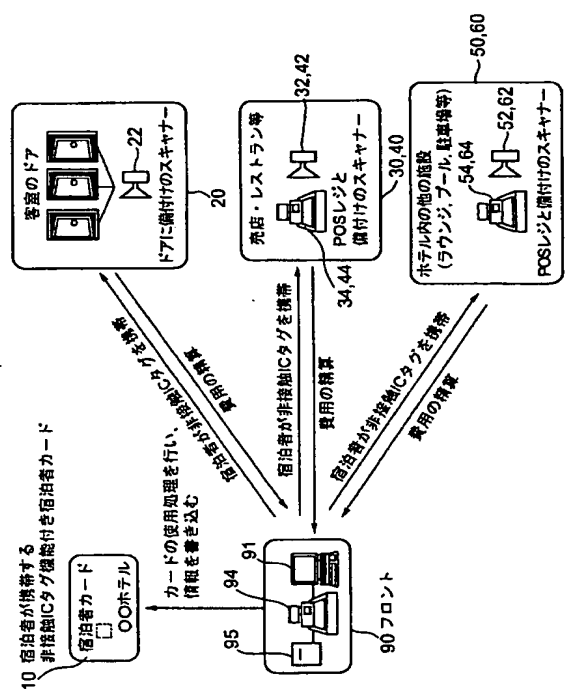 10 宿泊者が携帯する
非接触ICタグ機能付き宿泊者カード
宿泊者カード
〇〇ホテル
カードの使用処理を行い、
情報を書き込む
95
94
91
90 フロント
宿泊者が非接触ICタグを携帯
費用の精算
宿泊者が非接触ICタグを携帯
費用の精算
宿泊者が非接触ICタグを携帯
費用の精算
客室のドア
22
ドアに備付けのスキャナー
20
売店・レストラン等
32,42
34,44
POSレジと
備付けのスキャナー
30,40
ホテル内の他の施設
(ラウンジ、プール、駐車場等)
54,64
52,62
POSレジと備付けのスキャナー
50,60